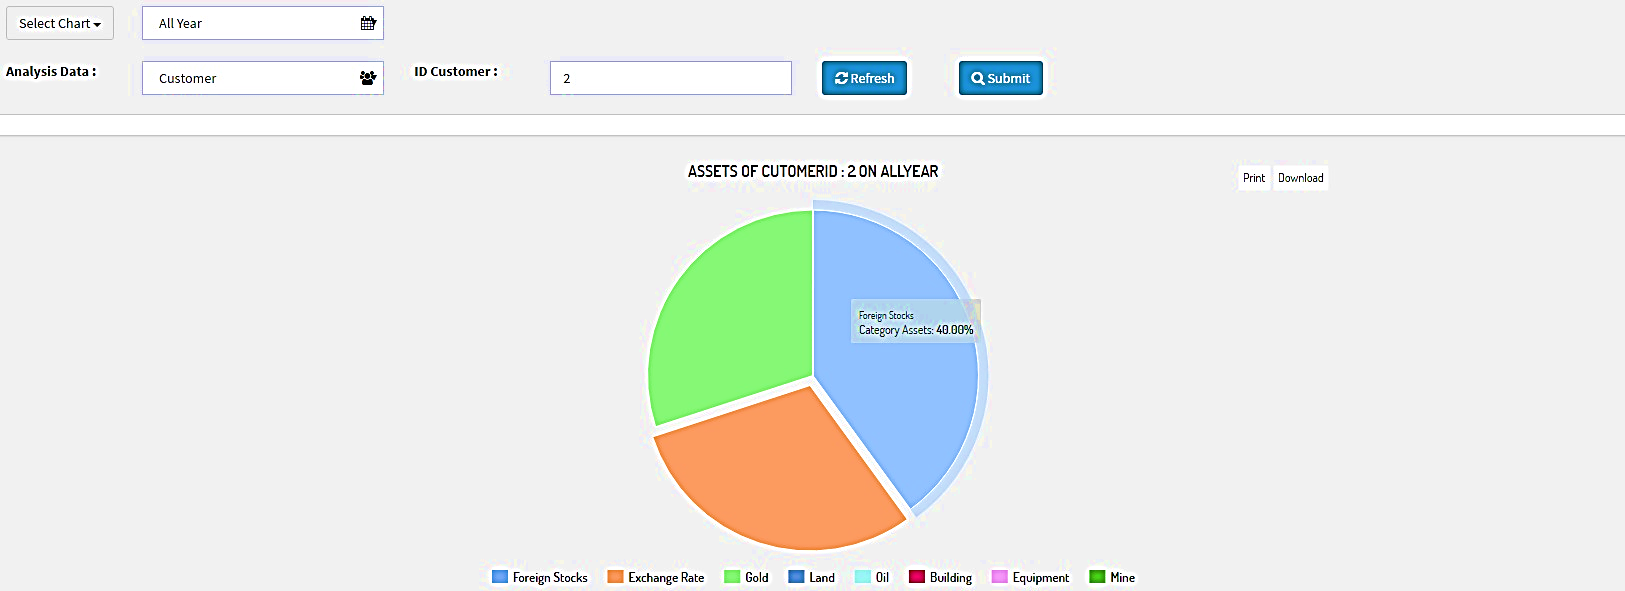 Select Chart
All Year
Analysis Data :
Customer
ID Customer :
2
Refresh
Submit
ASSETS OF CUTOMERID : 2 ON ALLYEAR
Print
Download
Foreign Stocks
Category Assets: 40.00%
Foreign Stocks
Exchange Rate
Gold
Land
Oil
Building
Equipment
Mine